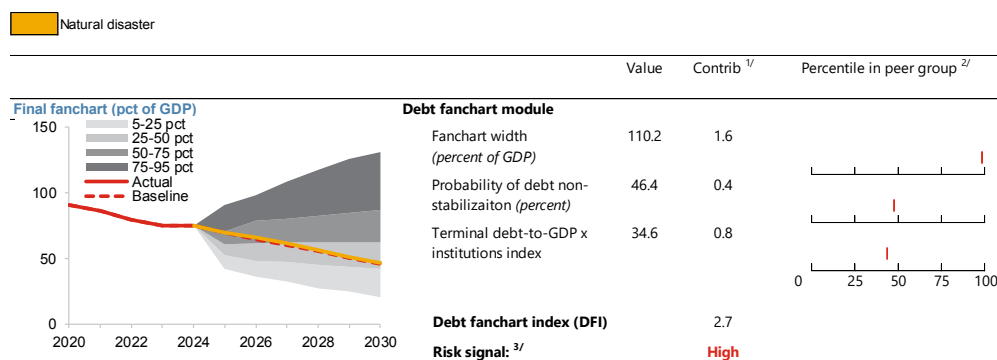 Natural disaster
Value Contrib 1/ Percentile in peer group 2/
Final fanchart (pct of GDP)
150
100
50
0
2020 2022 2024 2026 2028 2030
5-25 pct
25-50 pct
50-75 pct
75-95 pct
Actual
Baseline
Debt fanchart module
Fanchart width 110.2 1.6
(percent of GDP)
Probability of debt non- 46.4 0.4
stabilizaiton (percent)
Terminal debt-to-GDP x 34.6 0.8
institutions index
0 25 50 75 100
Debt fanchart index (DFI) 2.7
Risk signal: 3/ High